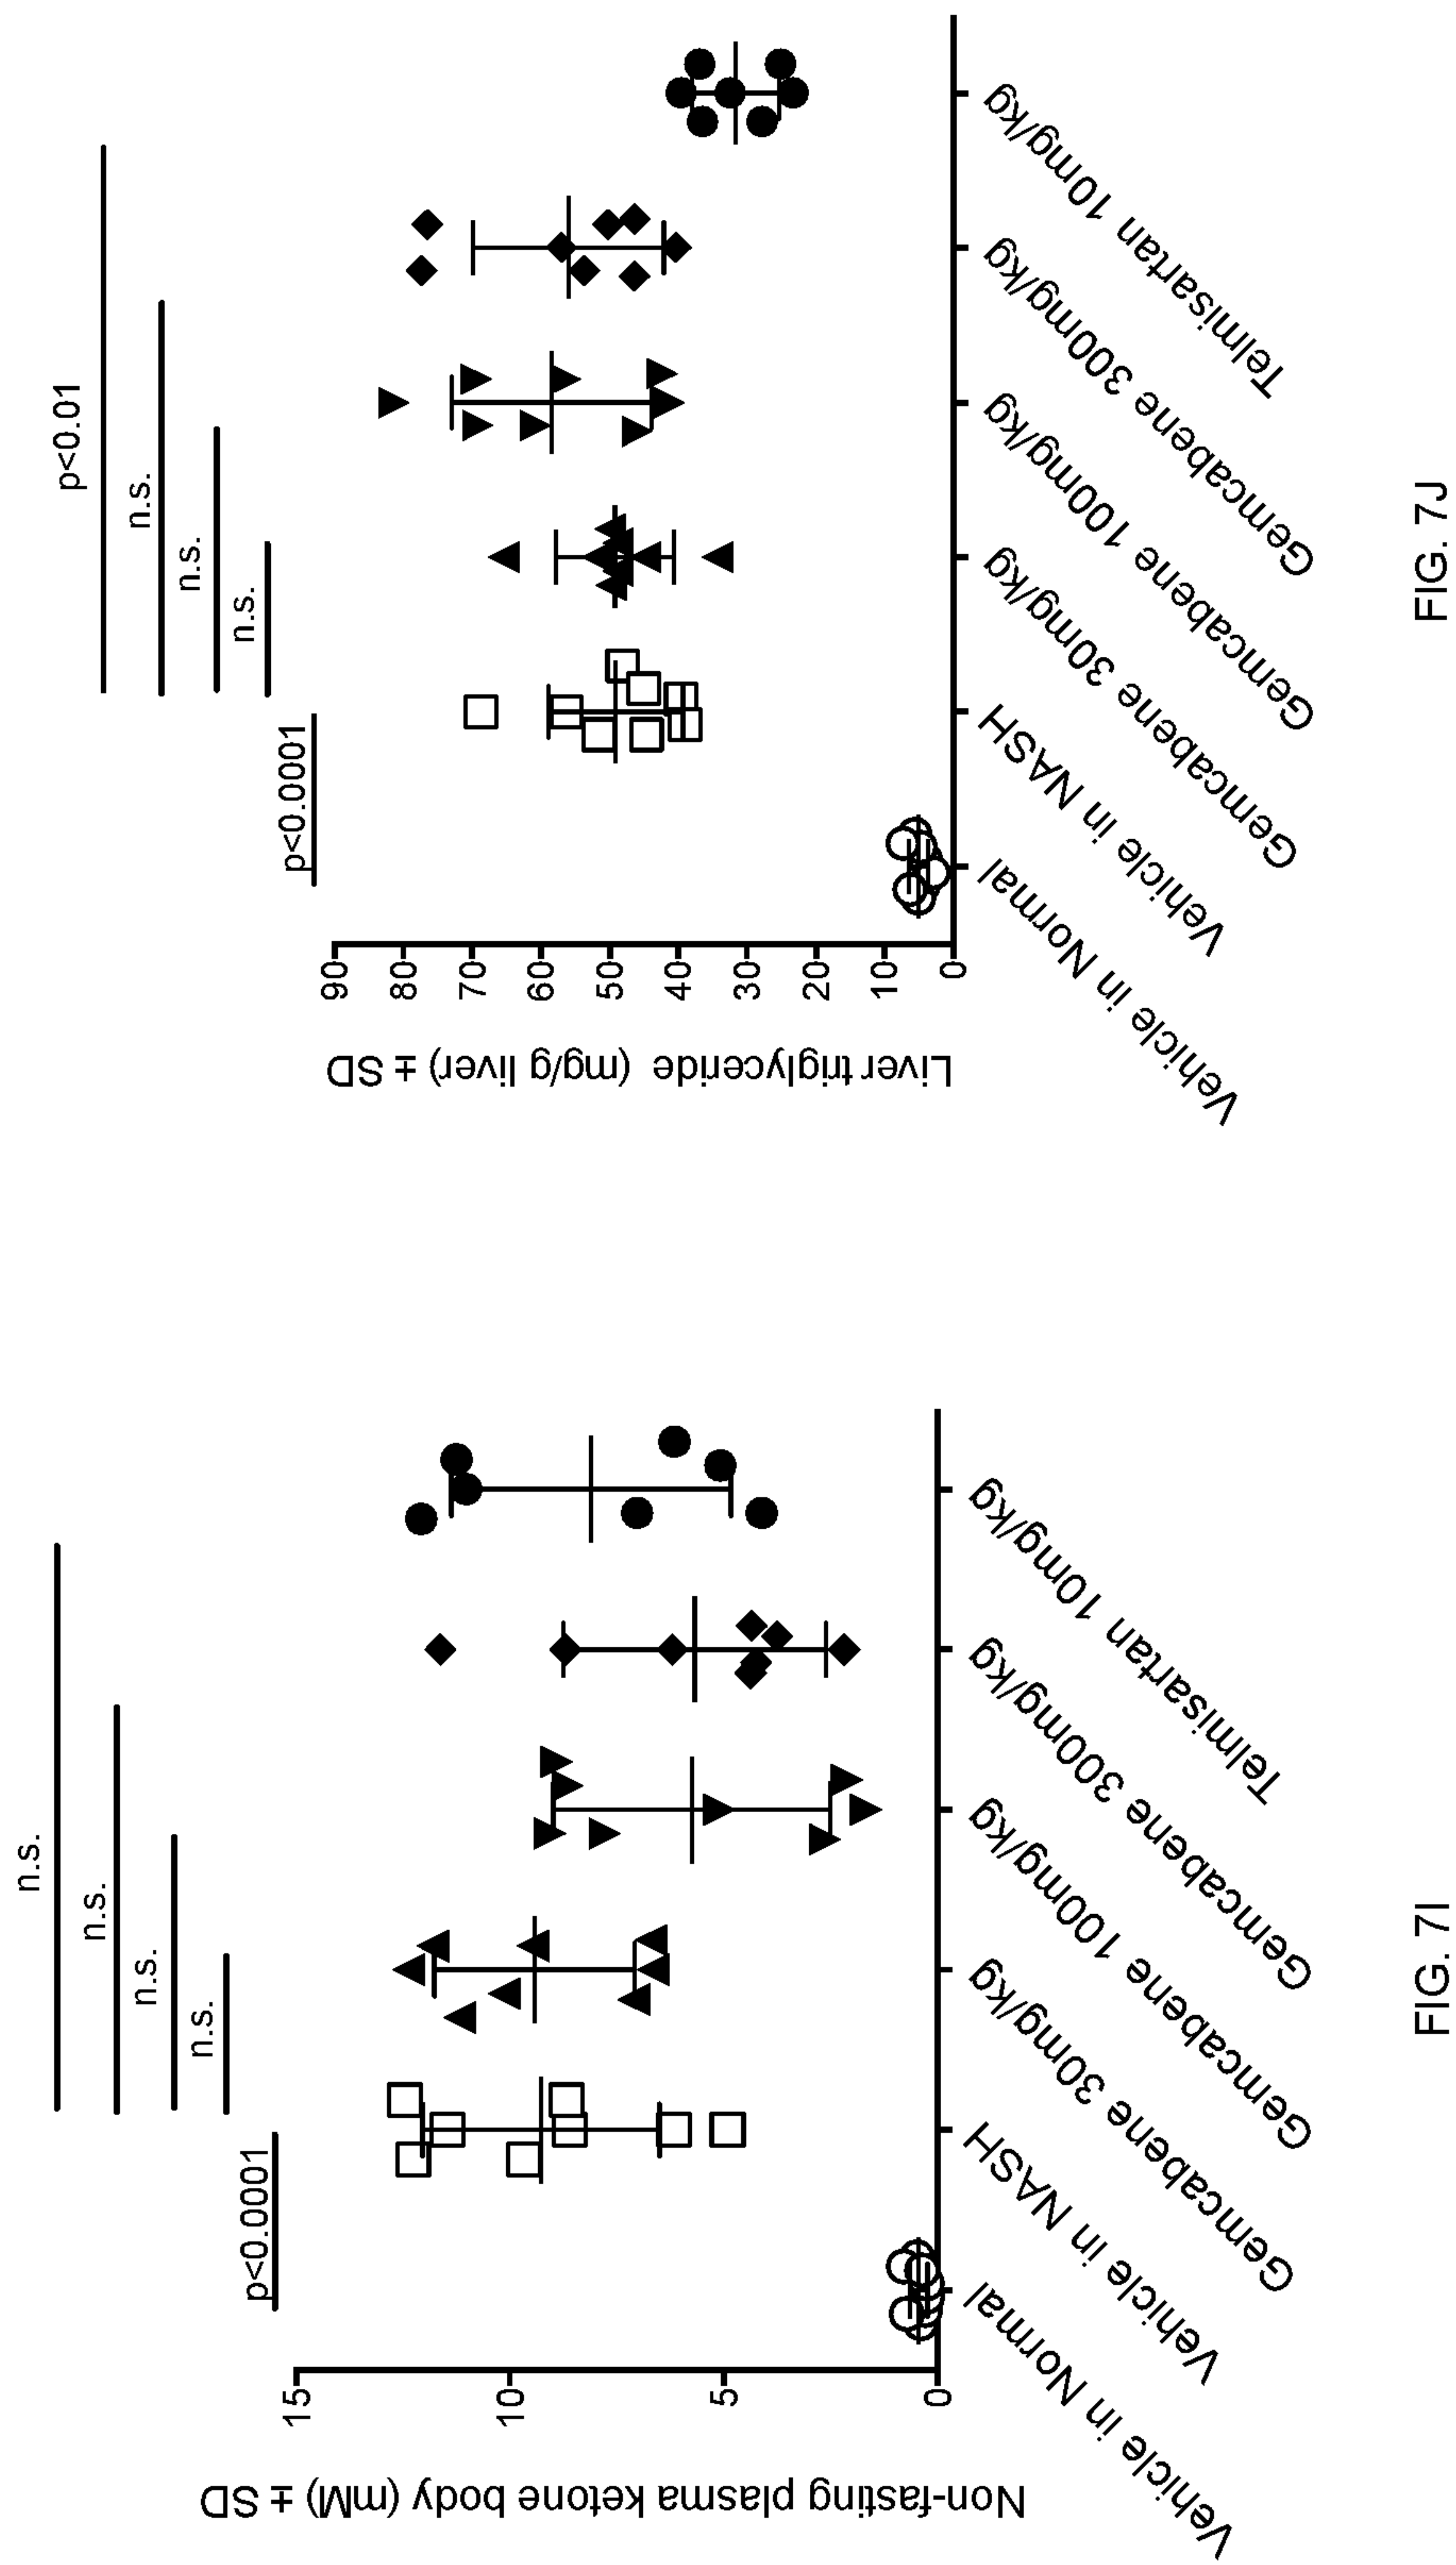 n.s.
n.s.
n.s.
n.s.
p<0.0001
15
10
5
0
Non-fasting plasma ketone body (mM) ± SD
Vehicle in Normal
Vehicle in NASH
Gemcabene 30mg/kg
Gemcabene 100mg/kg
Gemcabene 300mg/kg
Telmisartan 10mg/kg
FIG. 7I
p<0.01
n.s.
n.s.
n.s.
p<0.0001
90
80
70
60
50
40
30
20
10
0
Liver triglyceride (mg/g liver) ± SD
Vehicle in Normal
Vehicle in NASH
Gemcabene 30mg/kg
Gemcabene 100mg/kg
Gemcabene 300mg/kg
Telmisartan 10mg/kg
FIG. 7J